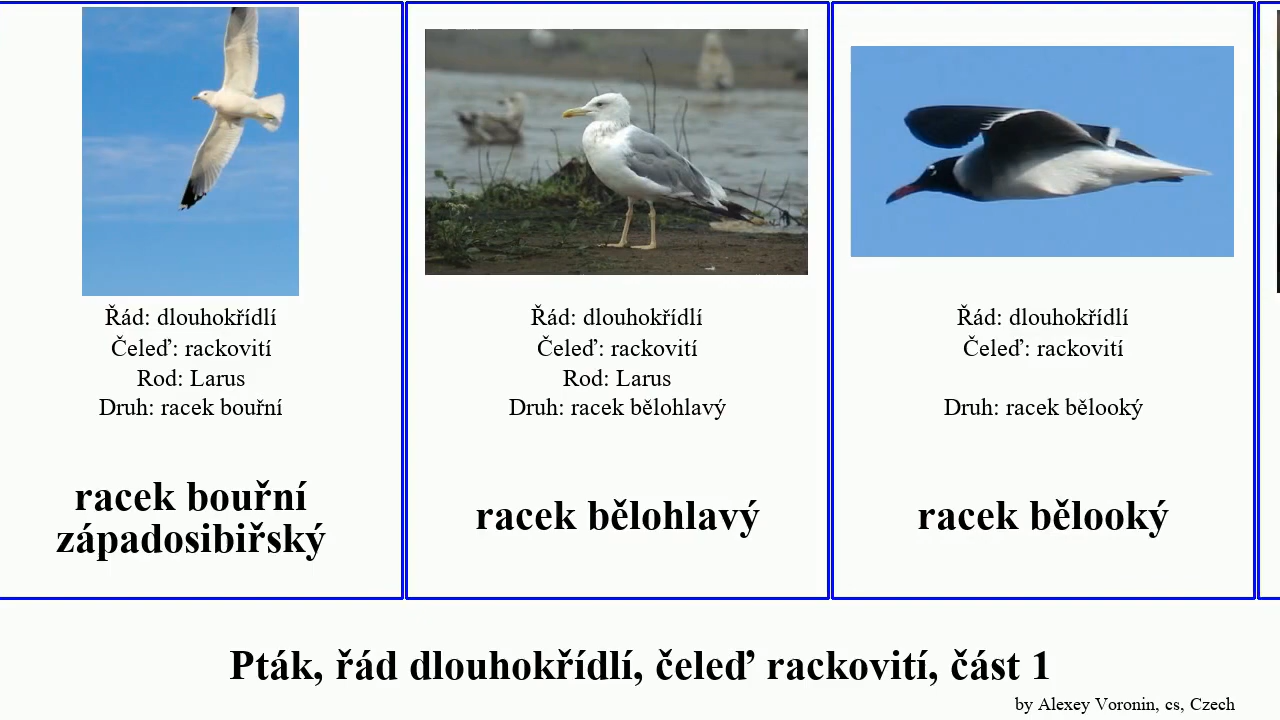 Řád: dlouhokřídlí
Čeleď: rackovití
Rod: Larus
Druh: racek bouřní
racek bouřní
západosibiřský
Řád: dlouhokřídlí
Čeleď: rackovití
Rod: Larus
Druh: racek bělohlavý
racek bělohlavý
Řád: dlouhokřídlí
Čeleď: rackovití
Druh: racek bělooký
racek bělooký
Pták, řád dlouhokřídlí, čeleď rackovití, část 1
by Alexey Voronin, cs, Czech